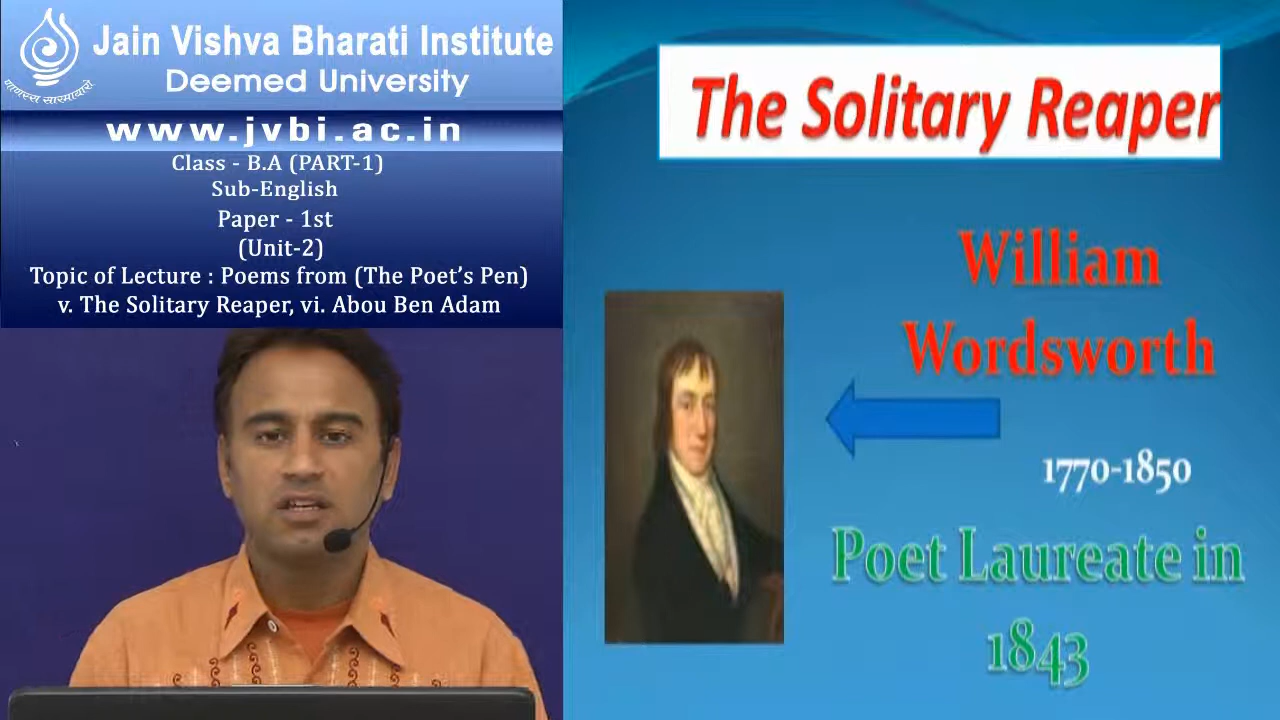 Jain Vishva Bharati Institute
Deemed University
णाणस्स सारमायारो
www.jvbi.ac.in
Class - B.A (PART-1)
Sub-English
Paper - 1st
(Unit-2)
Topic of Lecture : Poems from (The Poet’s Pen)
v. The Solitary Reaper, vi. Abou Ben Adam
The Solitary Reaper
William
Wordsworth
1770-1850
Poet Laureate in
1843